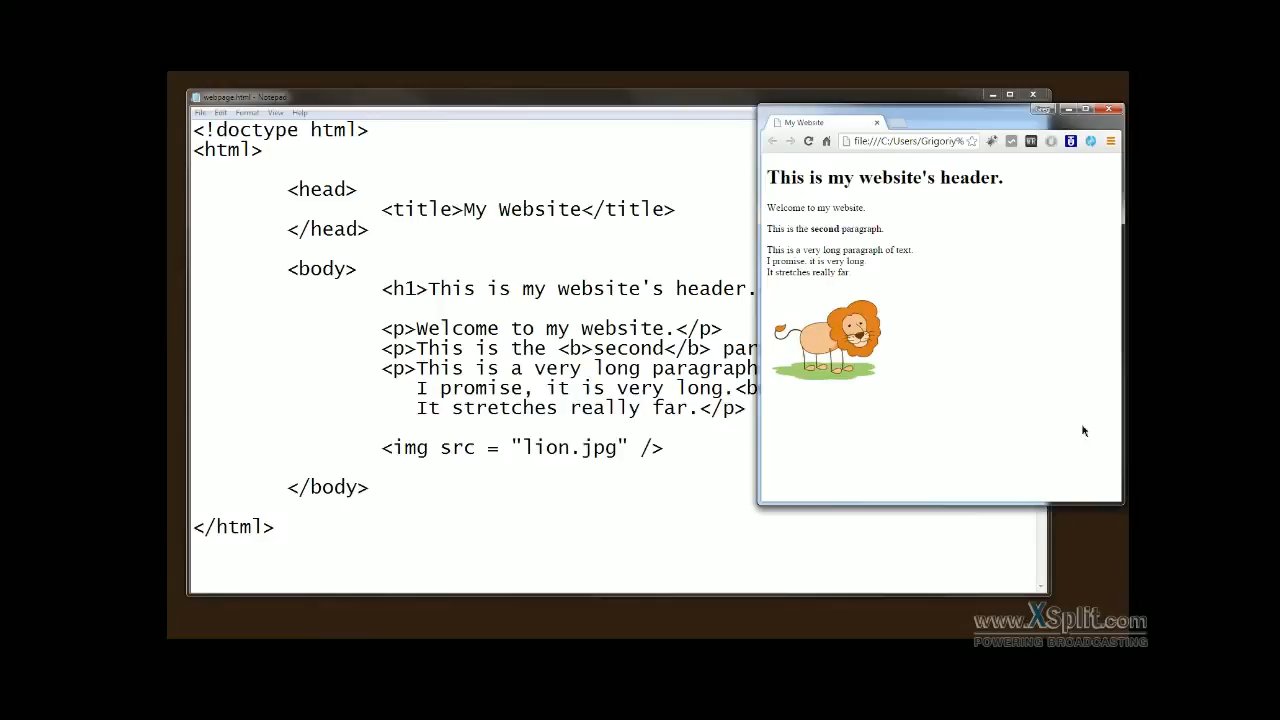 webpage.html - Notepad
File Edit Format View Help
<!doctype html>
<html>
<head>
<title>My Website</title>
</head>
<body>
<h1>This is my website's header.
<p>Welcome to my website.</p>
<p>This is the <b>second</b> par
<p>This is a very long paragraph
I promise, it is very long.<b
It stretches really far.</p>
<img src = "lion.jpg" />
</body>
</html>
My Website
file:///C:/Users/Grigoriy%
This is my website's header.
Welcome to my website.
This is the second paragraph.
This is a very long paragraph of text.
I promise, it is very long.
It stretches really far.
www.XSplit.com
POWERING BROADCASTING